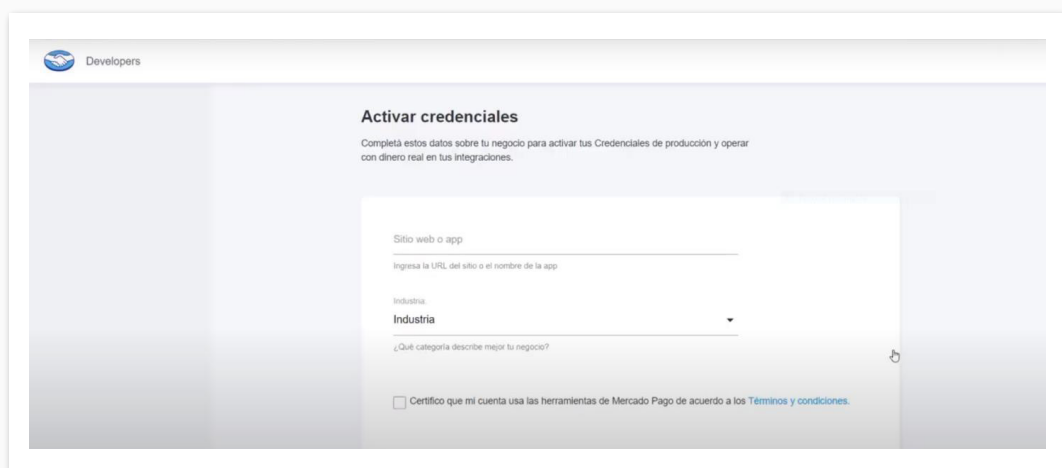 Developers
Activar credenciales
Completá estos datos sobre tu negocio para activar tus Credenciales de producción y operar
con dinero real en tus integraciones.
Sitio web o app
Ingresa la URL del sitio o el nombre de la app
Industria
Industria
¿Qué categoría describe mejor tu negocio?
Certifico que mi cuenta usa las herramientas de Mercado Pago de acuerdo a los Términos y condiciones.